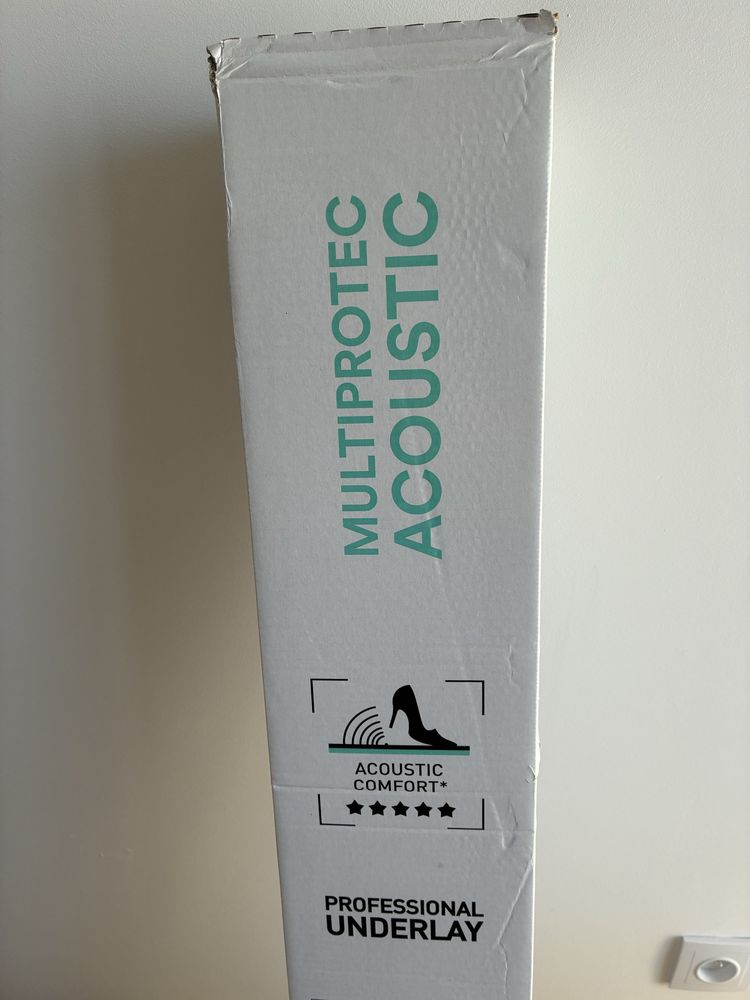 MULTIPROTEC
ACOUSTIC
ACOUSTIC
COMFORT*
PROFESSIONAL
UNDERLAY